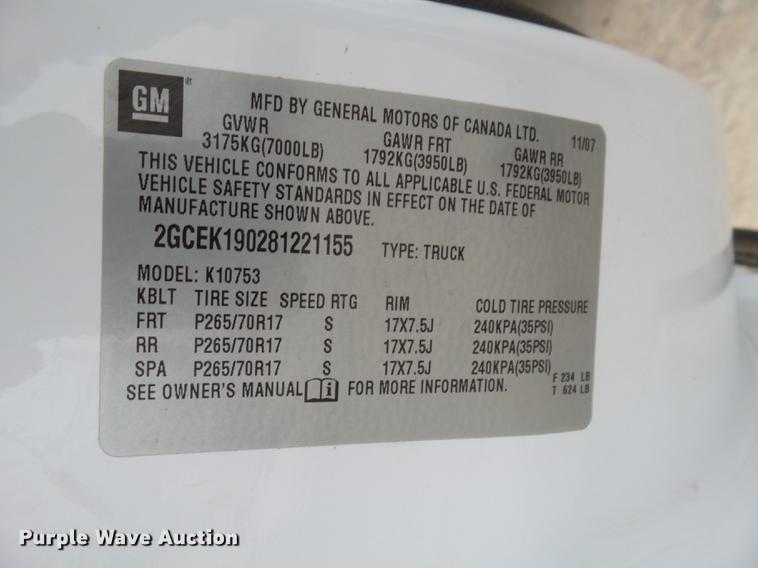 GM
MFD BY GENERAL MOTORS OF CANADA LTD. 11/07
GVWR GAWR FRT GAWR RR
3175KG(7000LB) 1792KG(3950LB) 1792KG(3950LB)
THIS VEHICLE CONFORMS TO ALL APPLICABLE U.S. FEDERAL MOTOR
VEHICLE SAFETY STANDARDS IN EFFECT ON THE DATE OF
MANUFACTURE SHOWN ABOVE.
2GCEK190281221155 TYPE: TRUCK
MODEL: K10753
KBLT TIRE SIZE SPEED RTG RIM COLD TIRE PRESSURE
FRT P265/70R17 S 17X7.5J 240KPA(35PSI)
RR P265/70R17 S 17X7.5J 240KPA(35PSI)
SPA P265/70R17 S 17X7.5J 240KPA(35PSI)
SEE OWNER'S MANUAL i FOR MORE INFORMATION.
F 234 LB
T 624 LB
Purple Wave Auction